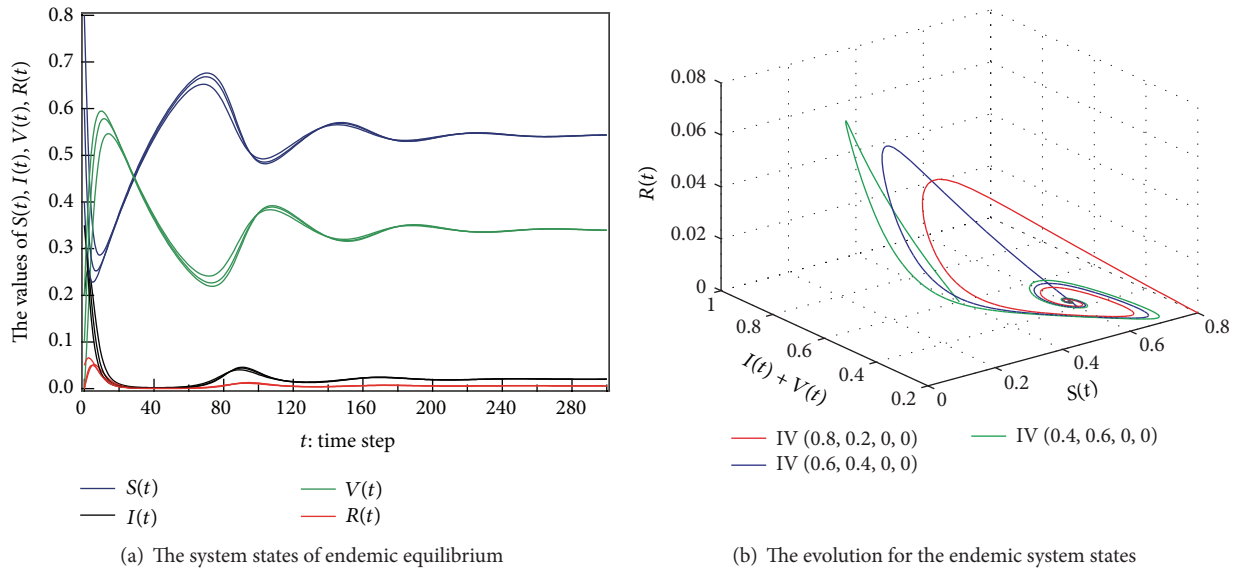 The values of S(t), I(t), V(t), R(t)
0.8
0.7
0.6
0.5
0.4
0.3
0.2
0.1
0.0
0 40 80 120 160 200 240 280
t: time step
S(t) V(t)
I(t) R(t)
(a) The system states of endemic equilibrium
R(t)
0.08
0.06
0.04
0.02
0
1
0.8
0.6
0.4
0.2
I(t) + V(t)
0
0.2
0.4
0.6
0.8
S(t)
IV (0.8, 0.2, 0, 0) IV (0.4, 0.6, 0, 0)
IV (0.6, 0.4, 0, 0)
(b) The evolution for the endemic system states